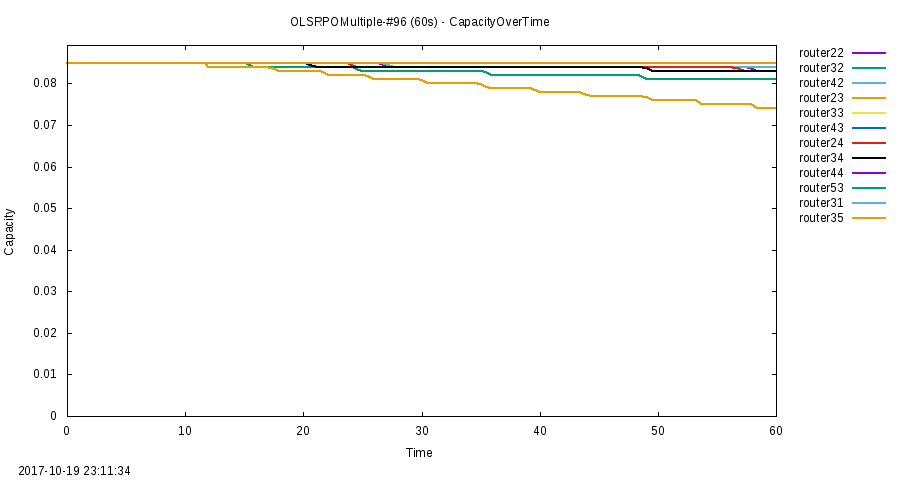 OLSRPOMultiple-#96 (60s) - CapacityOverTime
router22
router32
router42
router23
router33
router43
router24
router34
router44
router53
router31
router35
0.08
0.07
0.06
0.05
0.04
0.03
0.02
0.01
0
Capacity
0 10 20 30 40 50 60
Time
2017-10-19 23:11:34